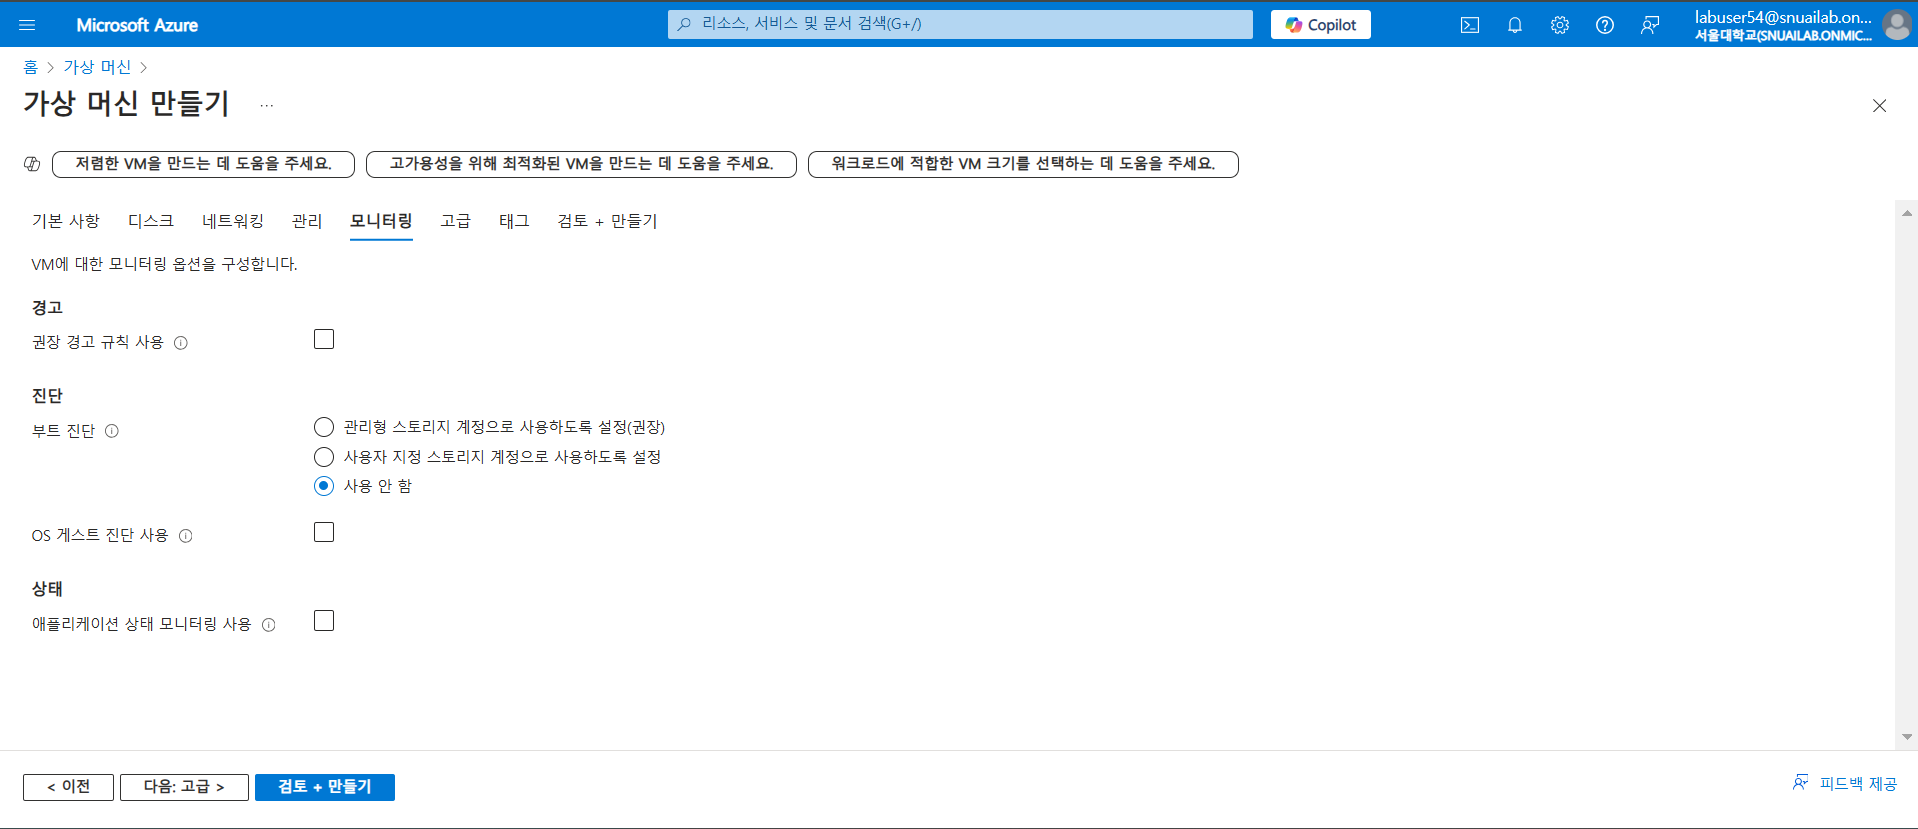 Microsoft Azure
리소스, 서비스 및 문서 검색(G+/)
Copilot
labuser54@snuailab.on...
서울대학교(SNUAILAB.ONMIC...
홈 > 가상 머신 >
가상 머신 만들기 ...
저렴한 VM을 만드는 데 도움을 주세요.
고가용성을 위해 최적화된 VM을 만드는 데 도움을 주세요.
워크로드에 적합한 VM 크기를 선택하는 데 도움을 주세요.
기본 사항 디스크 네트워킹 관리 모니터링 고급 태그 검토 + 만들기
VM에 대한 모니터링 옵션을 구성합니다.
경고
권장 경고 규칙 사용
진단
부트 진단
관리형 스토리지 계정으로 사용하도록 설정(권장)
사용자 지정 스토리지 계정으로 사용하도록 설정
사용 안 함
OS 게스트 진단 사용
상태
애플리케이션 상태 모니터링 사용
< 이전
다음: 고급 >
검토 + 만들기
피드백 제공